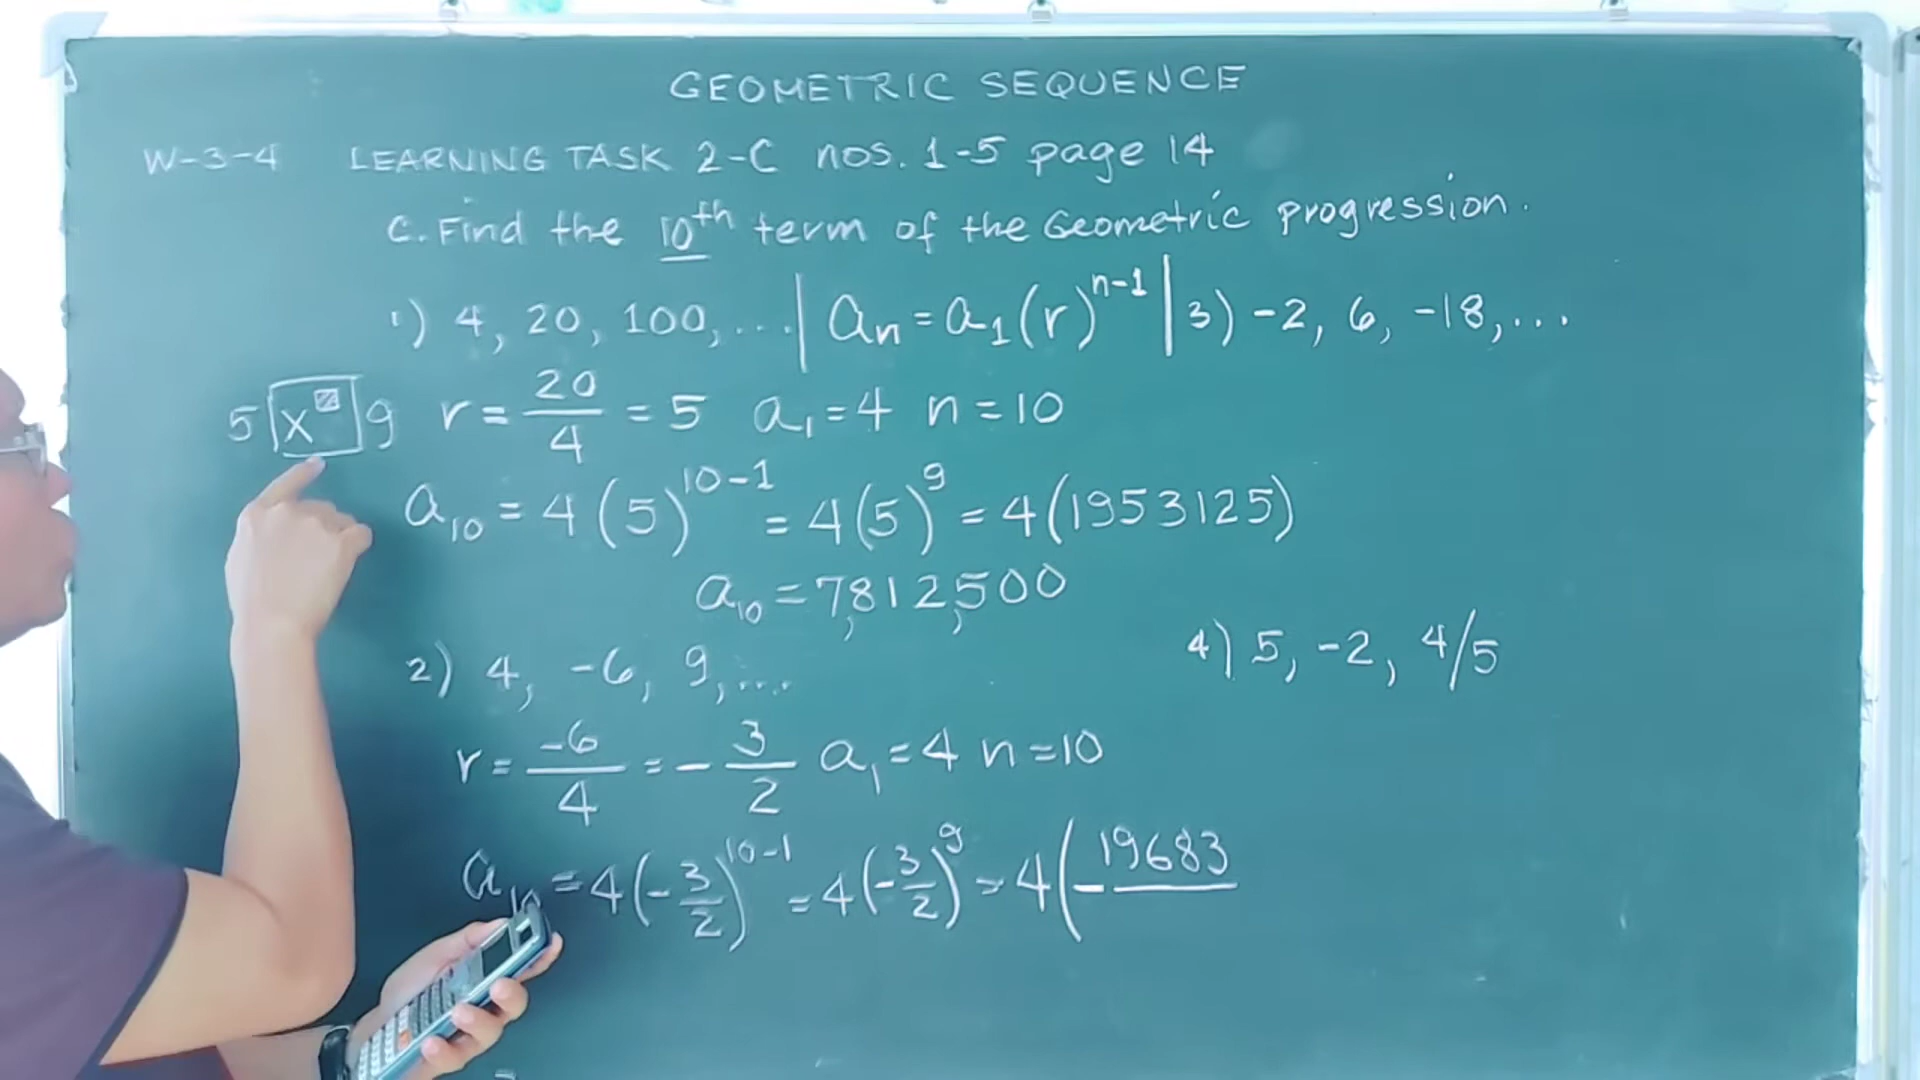 GEOMETRIC SEQUENCE
W-3-4 LEARNING TASK 2-C nos. 1-5 page 14
C. Find the 10th term of the Geometric progression.
1) 4, 20, 100, ... | an = a1(r)^n-1 | 3) -2, 6, -18, ...
5 x^▨ 9 r = 20/4 = 5 a1 = 4 n = 10
a10 = 4(5)^10-1 = 4(5)^9 = 4(1953125)
a10 = 7,812,500
2) 4, -6, 9, ...
4) 5, -2, 4/5
r = -6/4 = -3/2 a1 = 4 n = 10
a10 = 4(-3/2)^10-1 = 4(-3/2)^9 = 4(-19683